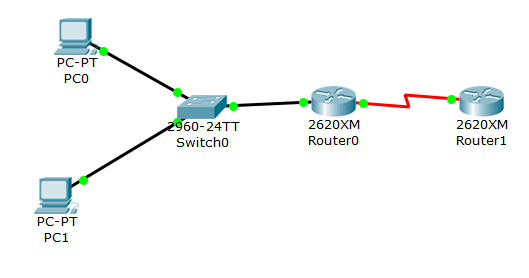 PC-PT
PC0
2960-24TT
Switch0
2620XM
Router0
2620XM
Router1
PC-PT
PC1